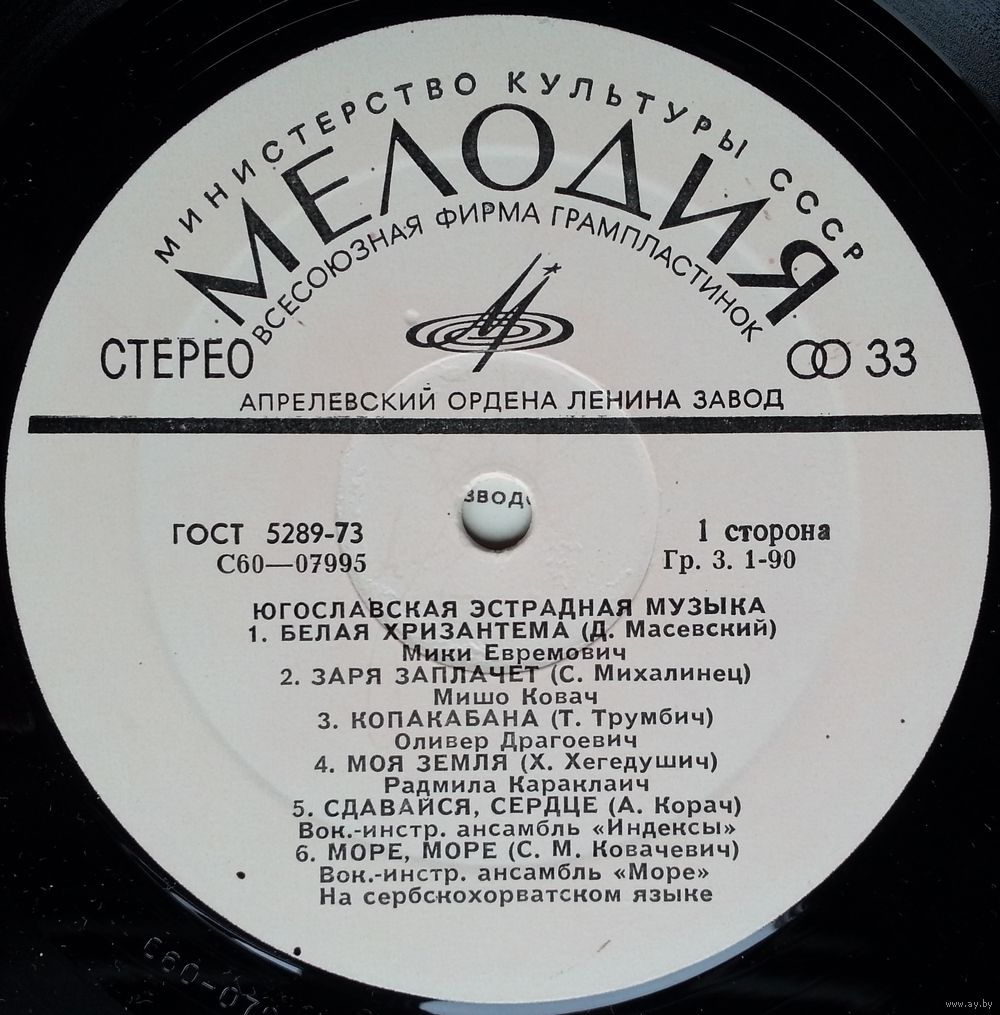 МИНИСТЕРСТВО КУЛЬТУРЫ СССР
МЕЛОДИЯ
ВСЕСОЮЗНАЯ ФИРМА ГРАМПЛАСТИНОК
СТЕРЕО
33
АПРЕЛЕВСКИЙ ОРДЕНА ЛЕНИНА ЗАВОД
ГОСТ 5289-73
1 сторона
С60—07995
Гр. 3. 1-90
ЮГОСЛАВСКАЯ ЭСТРАДНАЯ МУЗЫКА
1. БЕЛАЯ ХРИЗАНТЕМА (Д. Масевский)
Мики Евремович
2. ЗАРЯ ЗАПЛАЧЕТ (С. Михалинец)
Мишо Ковач
3. КОПАКАБАНА (Т. Трумбич)
Оливер Драгоевич
4. МОЯ ЗЕМЛЯ (Х. Хегедушич)
Радмила Караклаич
5. СДАВАЙСЯ, СЕРДЦЕ (А. Корач)
Вок.-инстр. ансамбль «Индексы»
6. МОРЕ, МОРЕ (С. М. Ковачевич)
Вок.-инстр. ансамбль «Море»
На сербскохорватском языке
www.ay.by